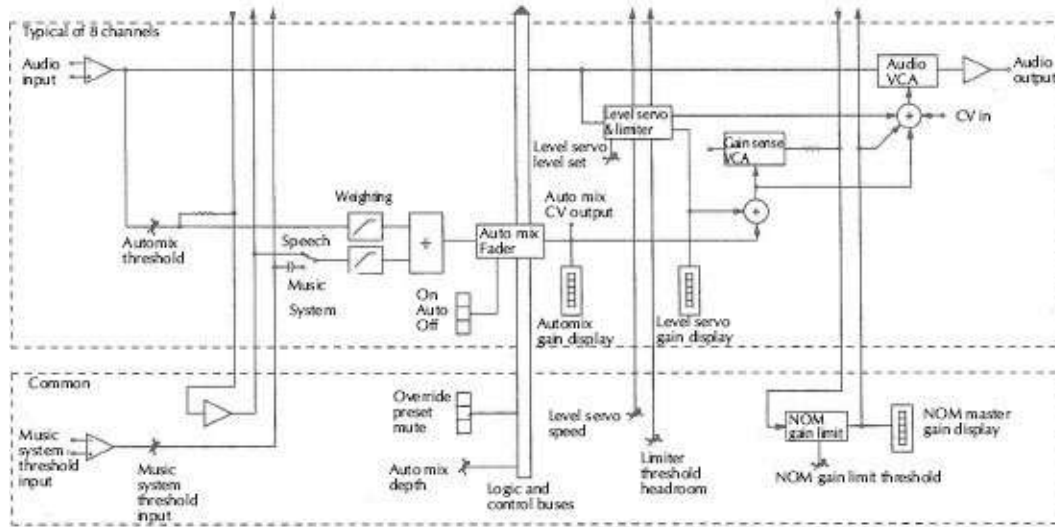 Typical of 8 channels
Audio
input
Audio
VCA
Audio
output
Level servo
& limiter
CV in
Level servo
level set
Gain sense
VCA
Weighting
Auto mix
CV output
Automix
threshold
Speech
÷
Auto mix
Fader
Music
System
On
Auto
Off
Automix
gain display
Level servo
gain display
Common
Override
preset
mute
Level servo
speed
NOM
gain limit
NOM master
gain display
Music
system
threshold
input
Music
system
threshold
input
Auto mix
depth
Logic and
control buses
Limiter
threshold
headroom
NOM gain limit threshold